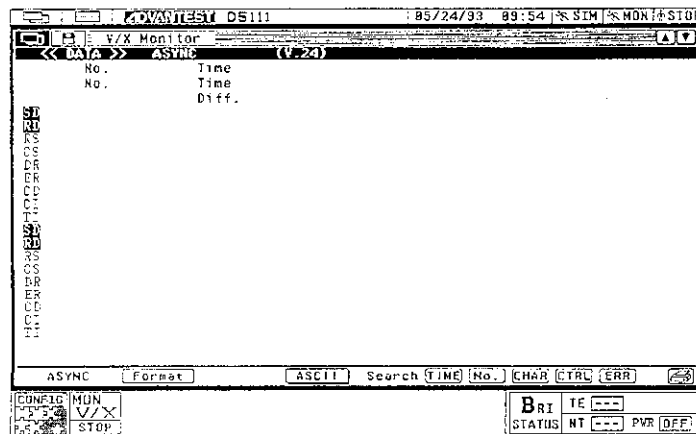 ADVANTEST D5111 05/24/93 09:54 SIM MON STOP
V/X Monitor
<< DATA >> ASYNC (V.24)
No. Time
No. Time
Diff.
SD
RD
RS
CS
DR
ER
CD
CI
TI
SD
RD
RS
CS
DR
ER
CD
CI
TI
ASYNC Format ASCII Search TIME No. CHAR CTRL ERR
CONFIG MON BRI TE ---
V/X
STOP STATUS NT --- PWR OFF